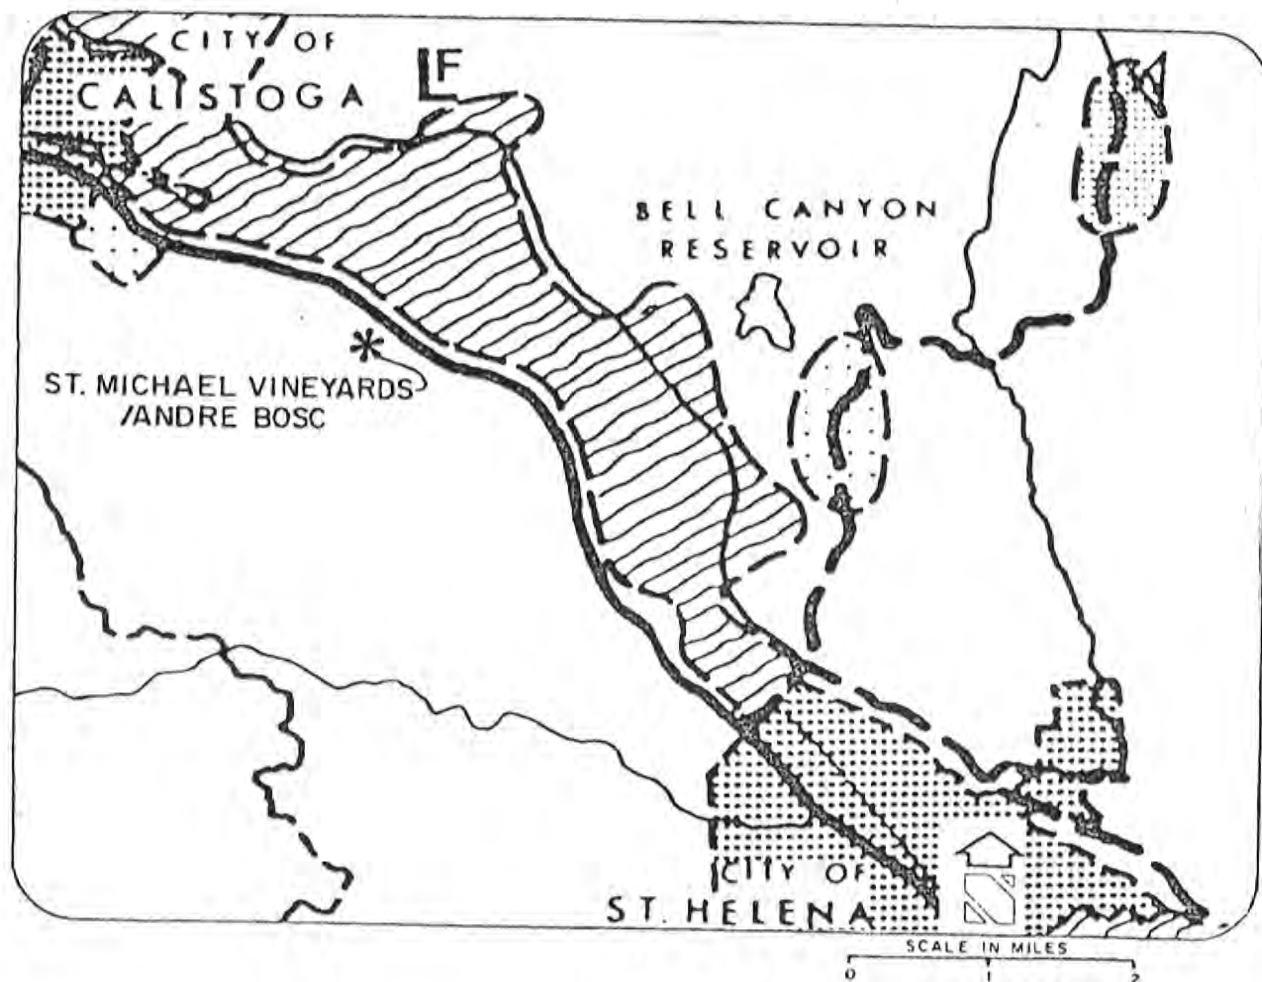 CITY OF
CALISTOGA
LF
BELL CANYON
RESERVOIR
ST. MICHAEL VINEYARDS
/ANDRE BOSC
CITY OF
ST. HELENA
SCALE IN MILES
0 1 2